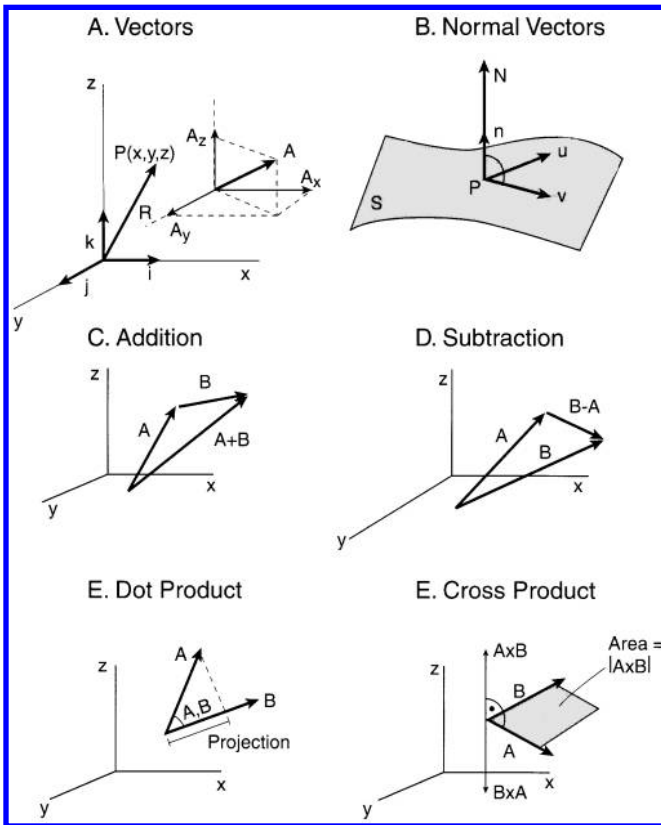 A. Vectors
z
P(x,y,z)
R
k
j
i
x
y
A
Az
Ax
Ay
B. Normal Vectors
N
n
u
P
v
S
C. Addition
z
B
A
A+B
x
y
D. Subtraction
z
B-A
A
B
x
y
E. Dot Product
z
A
A,B
B
Projection
x
y
E. Cross Product
z
AxB
Area =
|AxB|
B
A
BxA
x
y